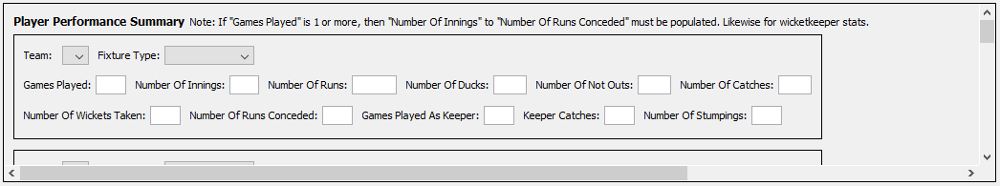 Player Performance Summary Note: If "Games Played" is 1 or more, then "Number Of Innings" to "Number Of Runs Conceded" must be populated. Likewise for wicketkeeper stats.
Team: Fixture Type:
Games Played: Number Of Innings: Number Of Runs: Number Of Ducks: Number Of Not Outs: Number Of Catches:
Number Of Wickets Taken: Number Of Runs Conceded: Games Played As Keeper: Keeper Catches: Number Of Stumpings: